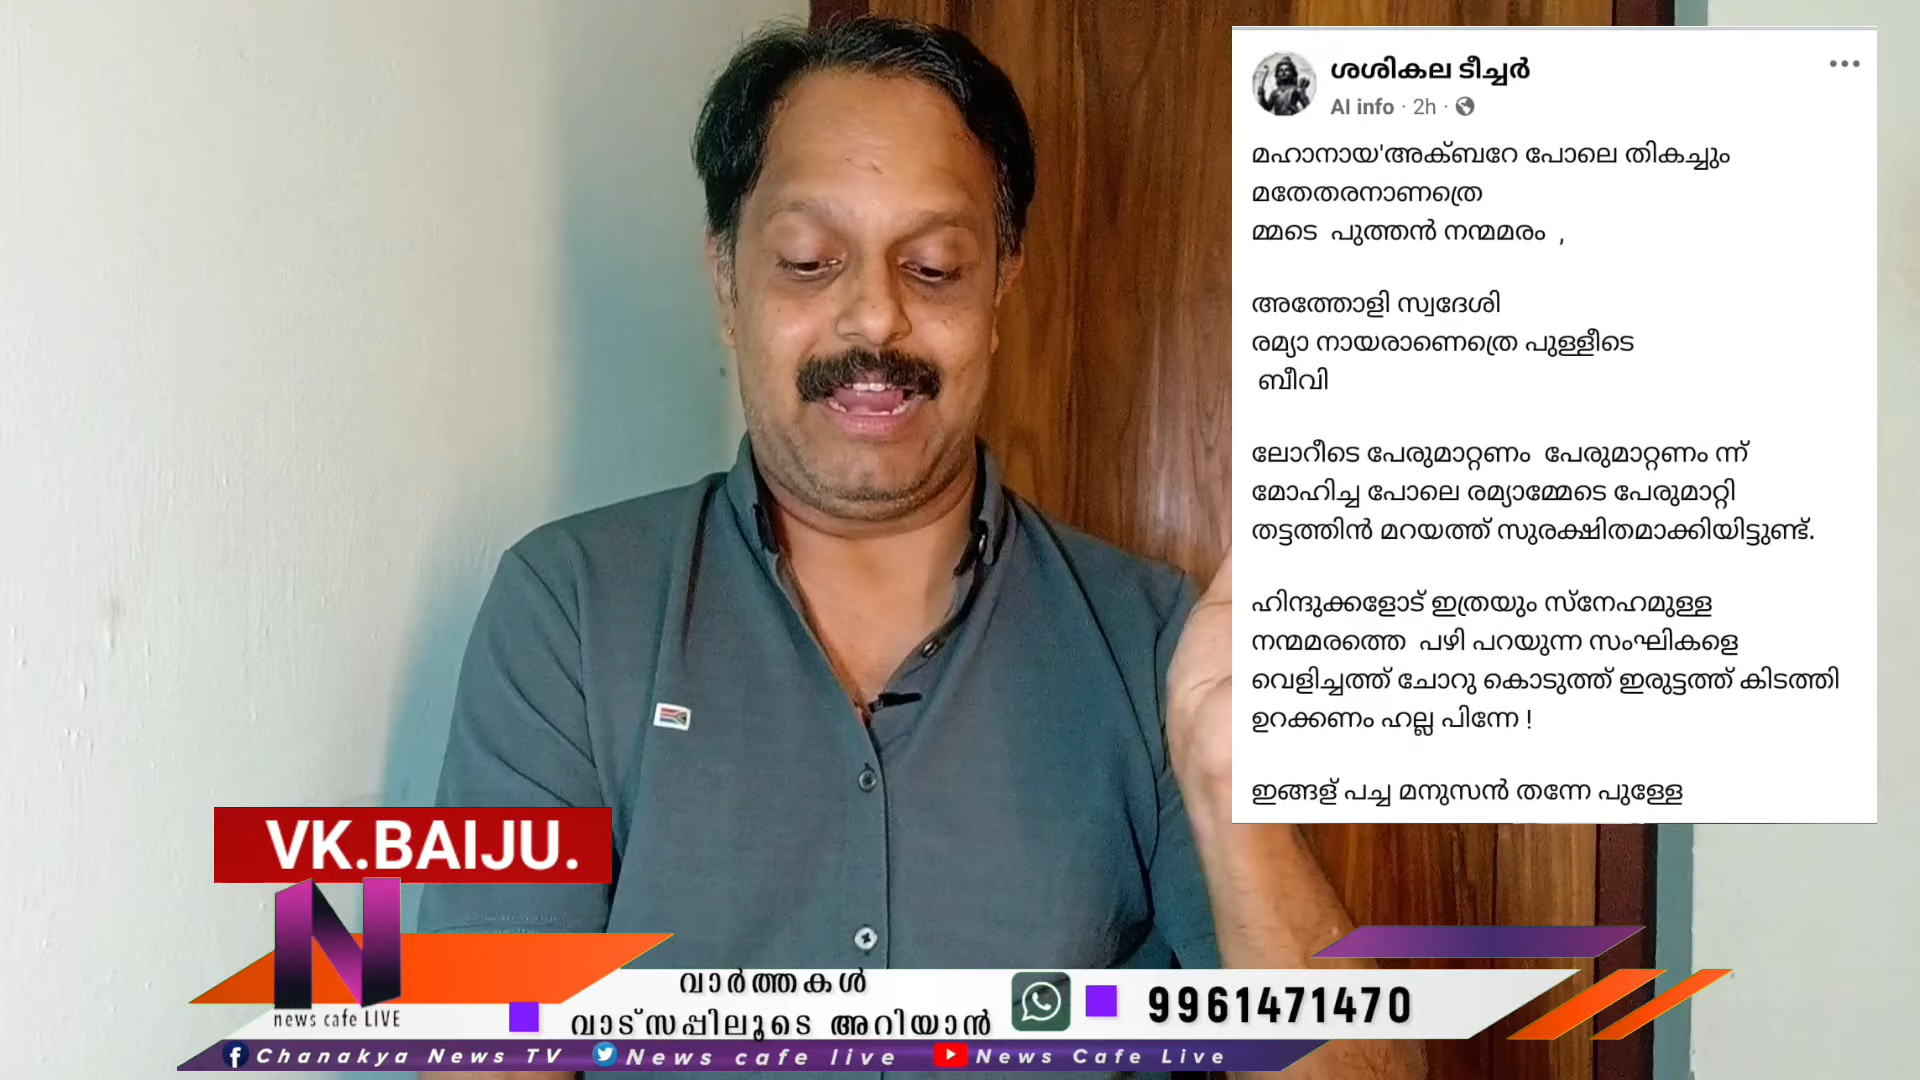 ശശികല ടീച്ചർ
AI info · 2h ·
മഹാനായ'അക്ബറേ പോലെ തികച്ചും
മതേതരനാണത്രെ
മ്മടെ പുത്തൻ നന്മമരം ,
അത്തോളി സ്വദേശി
രമ്യാ നായരാണെത്രെ പുള്ളീടെ
ബീവി
ലോറീടെ പേരുമാറ്റണം പേരുമാറ്റണം ന്ന്
മോഹിച്ച പോലെ രമ്യാമ്മേടെ പേരുമാറ്റി
തട്ടത്തിൻ മറയത്ത് സുരക്ഷിതമാക്കിയിട്ടുണ്ട്.
ഹിന്ദുക്കളോട് ഇത്രയും സ്നേഹമുള്ള
നന്മമരത്തെ പഴി പറയുന്ന സംഘികളെ
വെളിച്ചത്ത് ചോറു കൊടുത്ത് ഇരുട്ടത്ത് കിടത്തി
ഉറക്കണം ഹല്ല പിന്നേ !
ഇങ്ങള് പച്ച മനുസൻ തന്നേ പുള്ളേ
VK.BAIJU.
N
news cafe LIVE
വാർത്തകൾ
വാട്സപ്പിലൂടെ അറിയാൻ
9961471470
Chanakya News TV News cafe live News Cafe Live